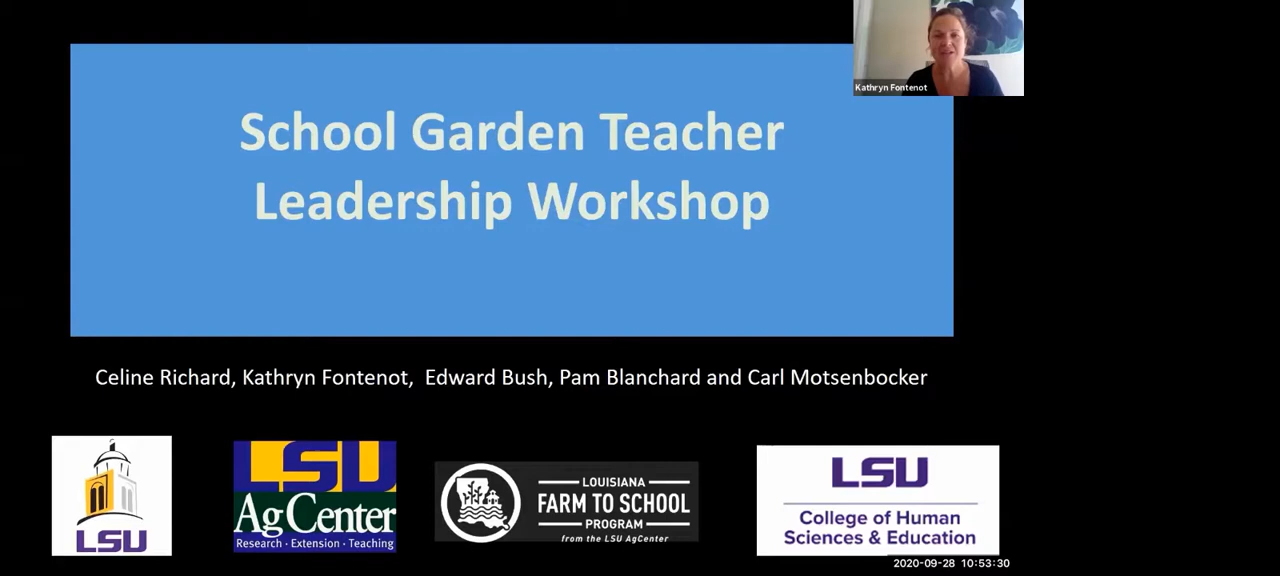 Kathryn Fontenot
School Garden Teacher
Leadership Workshop
Celine Richard, Kathryn Fontenot,  Edward Bush, Pam Blanchard and Carl Motsenbocker
LSU
LSU
AgCenter
Research · Extension · Teaching
LOUISIANA
FARM TO SCHOOL
PROGRAM
from the LSU AgCenter
LSU
College of Human
Sciences & Education
2020-09-28 10:53:30